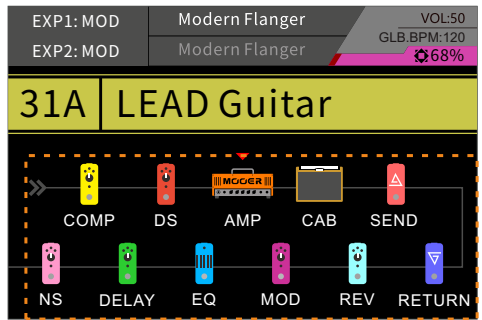 EXP1: MOD
Modern Flanger
VOL:50
GLB.BPM:120
EXP2: MOD
Modern Flanger
68%
31A LEAD Guitar
MOOER
COMP DS AMP CAB SEND
NS DELAY EQ MOD REV RETURN